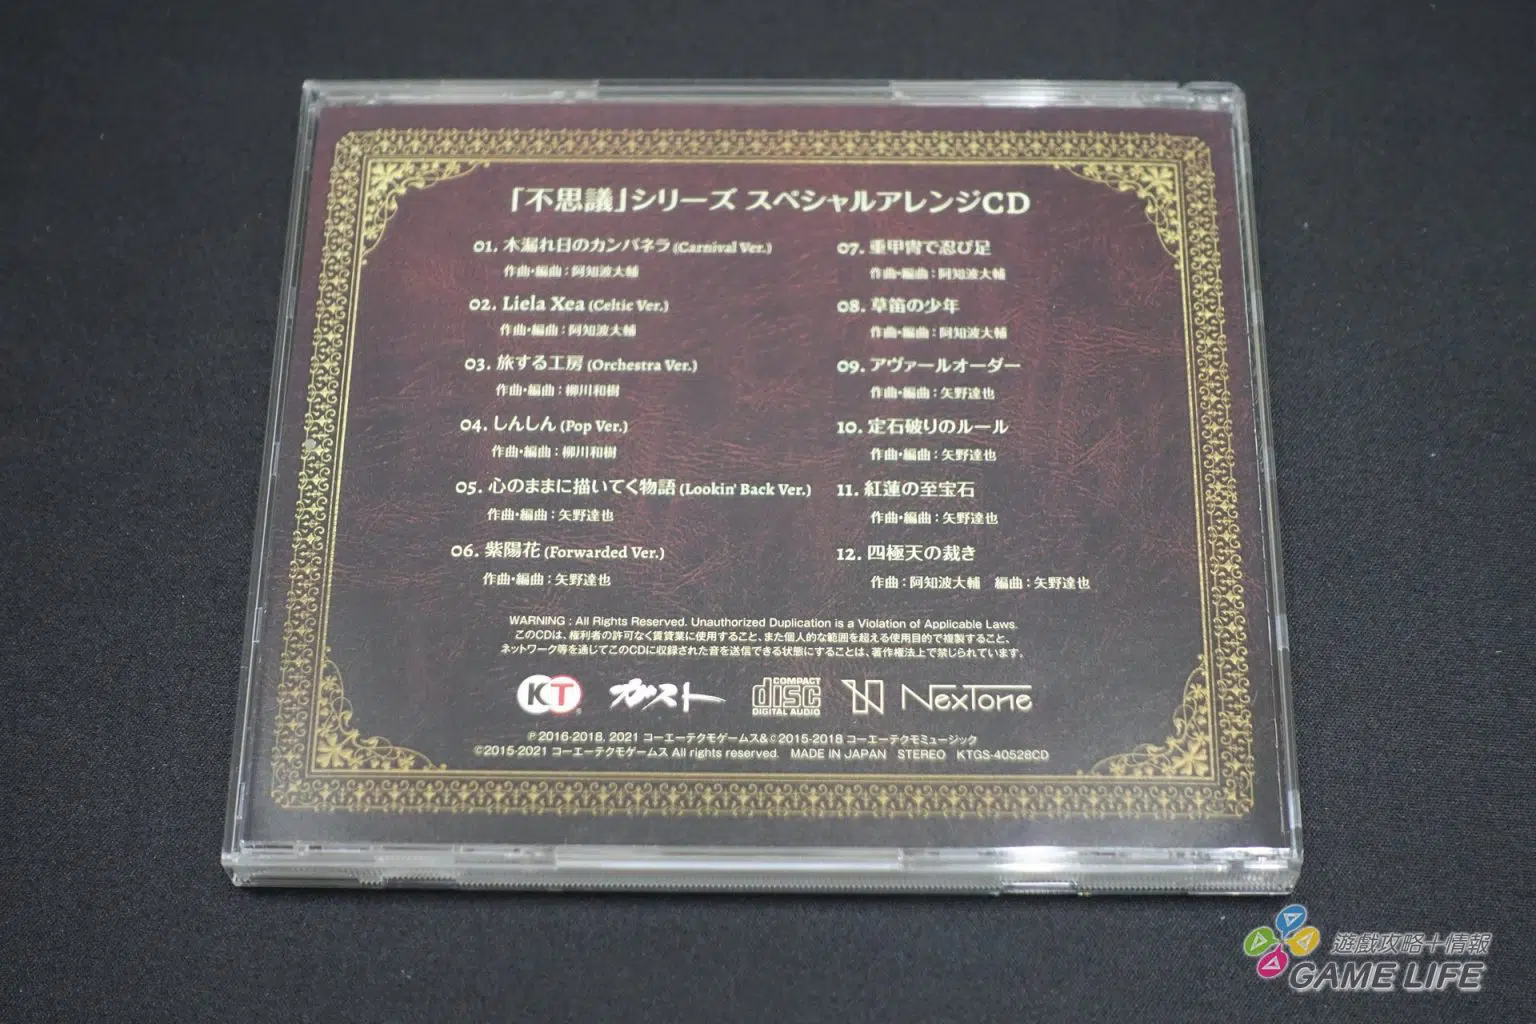 「不思議」シリーズ スペシャルアレンジCD
01. 木漏れ日のカンパネラ (Carnival Ver.)
作曲・編曲：阿知波大輔
02. Liela Xea (Celtic Ver.)
作曲・編曲：阿知波大輔
03. 旅する工房 (Orchestra Ver.)
作曲・編曲：柳川和樹
04. しんしん (Pop Ver.)
作曲・編曲：柳川和樹
05. 心のままに描いてく物語 (Lookin' Back Ver.)
作曲・編曲：矢野達也
06. 紫陽花 (Forwarded Ver.)
作曲・編曲：矢野達也
07. 重甲冑で忍び足
作曲・編曲：阿知波大輔
08. 草笛の少年
作曲・編曲：阿知波大輔
09. アヴァールオーダー
作曲・編曲：矢野達也
10. 定石破りのルール
作曲・編曲：矢野達也
11. 紅蓮の至宝石
作曲・編曲：矢野達也
12. 四極天の裁き
作曲：阿知波大輔　編曲：矢野達也
WARNING : All Rights Reserved. Unauthorized Duplication is a Violation of Applicable Laws.
このCDは、権利者の許可なく賃貸業に使用すること、また個人的な範囲を超える使用目的で複製すること、
ネットワーク等を通じてこのCDに収録された音を送信できる状態にすることは、著作権法上で禁じられています。
KT ガスト COMPACT disc DIGITAL AUDIO NexTone
℗2016-2018, 2021 コーエーテクモゲームス&©2015-2018 コーエーテクモミュージック
©2015-2021 コーエーテクモゲームス All rights reserved. MADE IN JAPAN STEREO KTGS-40528CD
遊戲攻略十情報
GAME LIFE